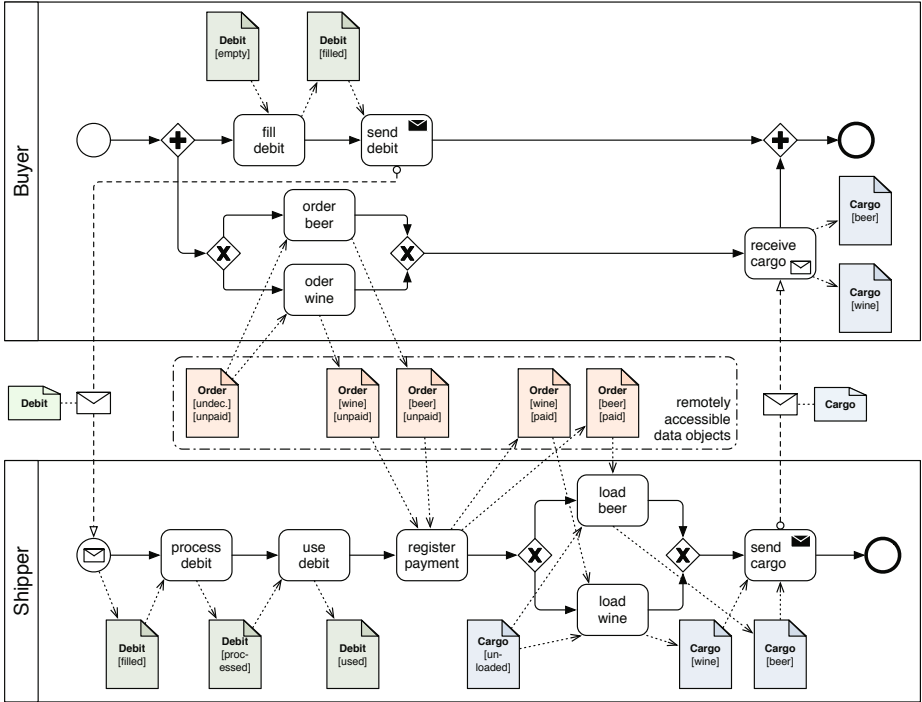 Buyer
Debit
[empty]
Debit
[filled]
fill
debit
send
debit
order
beer
oder
wine
receive
cargo
Cargo
[beer]
Cargo
[wine]
Debit
Order
[undec.]
[unpaid]
Order
[wine]
[unpaid]
Order
[beer]
[unpaid]
Order
[wine]
[paid]
Order
[beer]
[paid]
remotely
accessible
data objects
Cargo
Shipper
process
debit
use
debit
register
payment
load
beer
load
wine
send
cargo
Debit
[filled]
Debit
[proc-
essed]
Debit
[used]
Cargo
[un-
loaded]
Cargo
[wine]
Cargo
[beer]